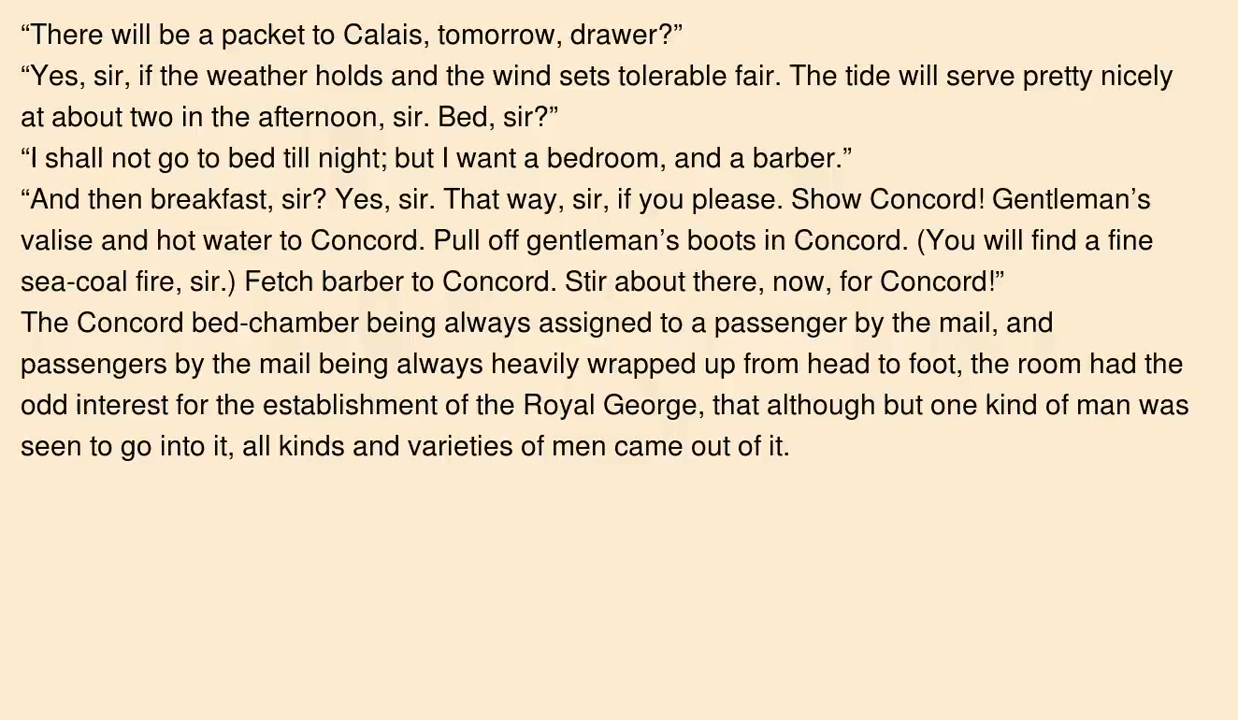 “There will be a packet to Calais, tomorrow, drawer?”
“Yes, sir, if the weather holds and the wind sets tolerable fair. The tide will serve pretty nicely
at about two in the afternoon, sir. Bed, sir?”
“I shall not go to bed till night; but I want a bedroom, and a barber.”
“And then breakfast, sir? Yes, sir. That way, sir, if you please. Show Concord! Gentleman’s
valise and hot water to Concord. Pull off gentleman’s boots in Concord. (You will find a fine
sea-coal fire, sir.) Fetch barber to Concord. Stir about there, now, for Concord!”
The Concord bed-chamber being always assigned to a passenger by the mail, and
passengers by the mail being always heavily wrapped up from head to foot, the room had the
odd interest for the establishment of the Royal George, that although but one kind of man was
seen to go into it, all kinds and varieties of men came out of it.